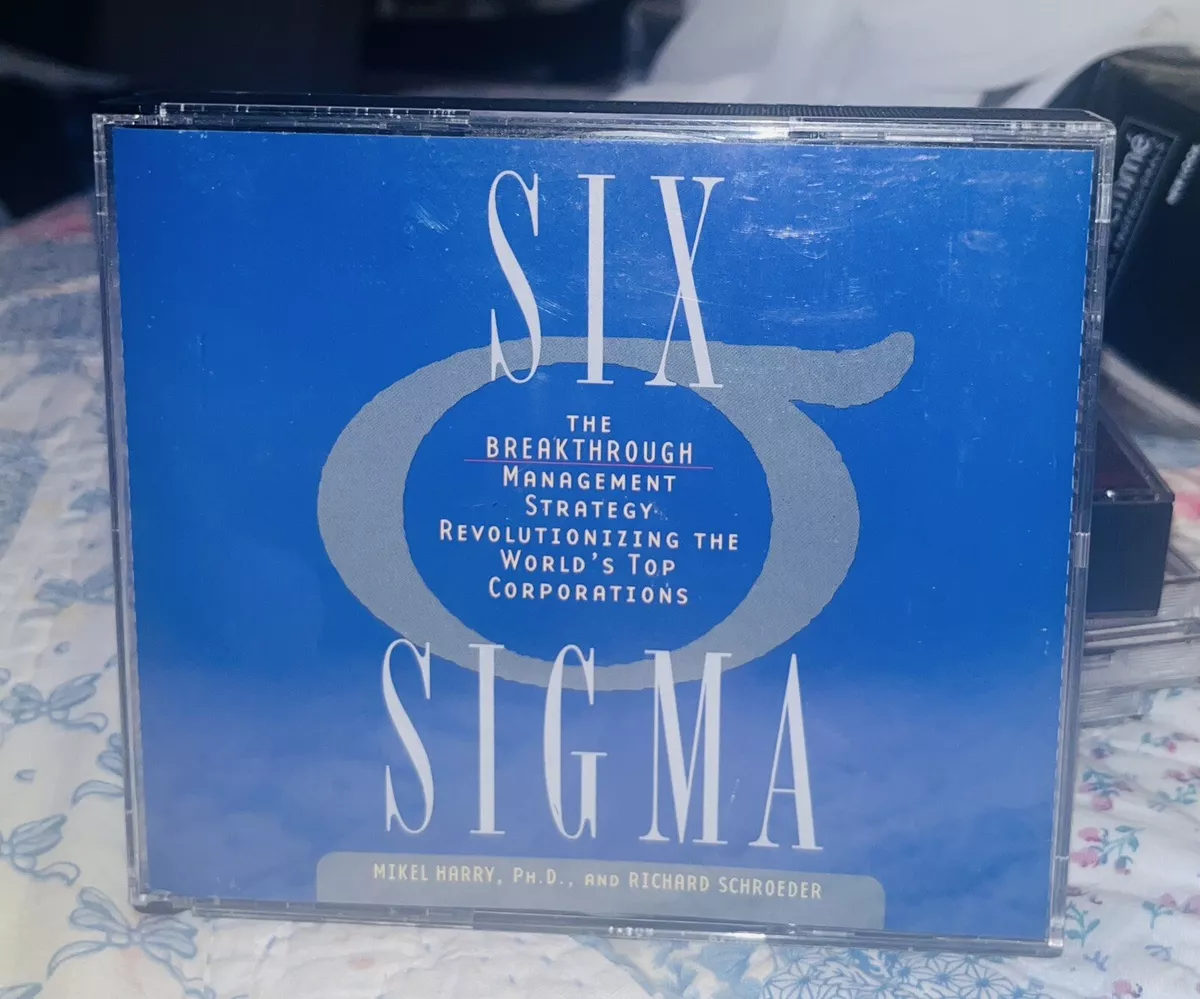 SIX
THE
BREAKTHROUGH
MANAGEMENT
STRATEGY
REVOLUTIONIZING THE
WORLD'S TOP
CORPORATIONS
SIGMA
MIKEL HARRY, PH.D., AND RICHARD SCHROEDER